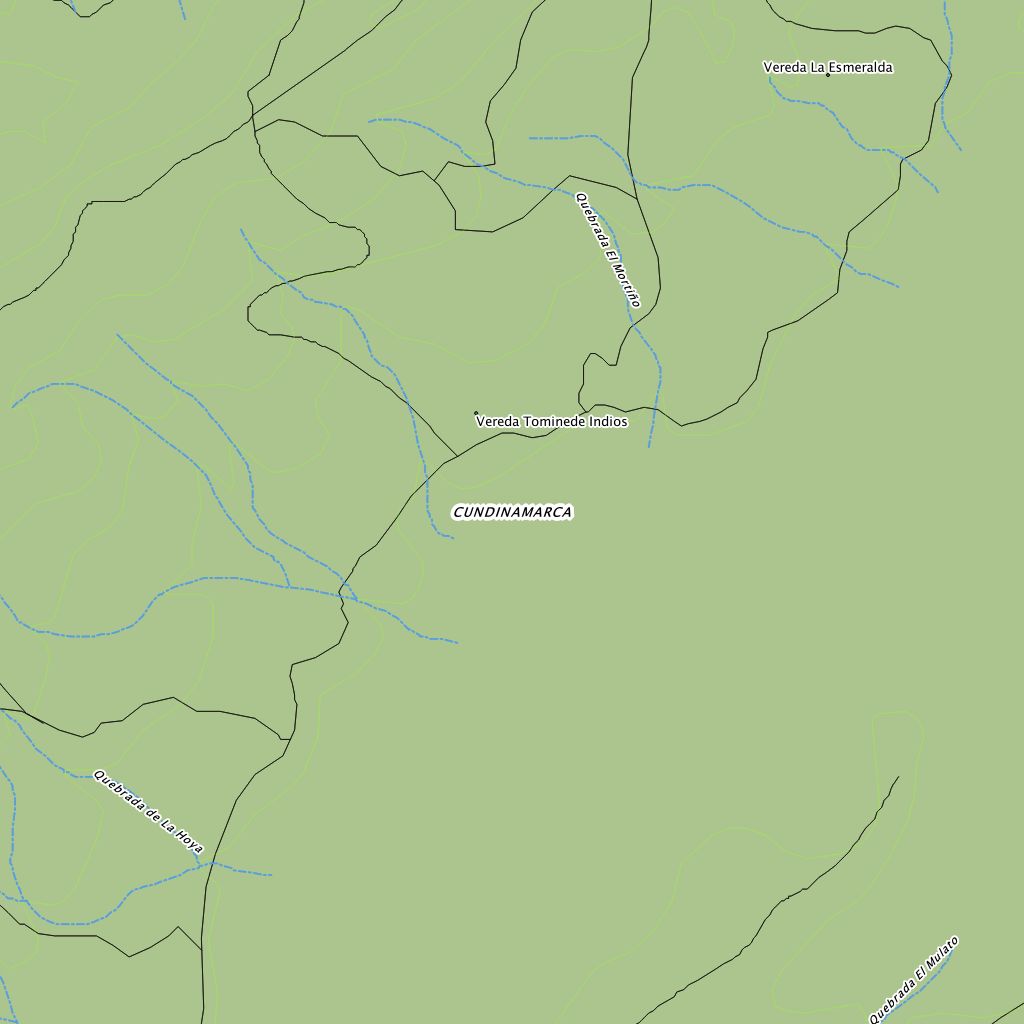 Vereda La Esmeralda
Quebrada El Mortiño
Vereda Tominede Indios
CUNDINAMARCA
Quebrada de La Hoya
Quebrada El Mulato